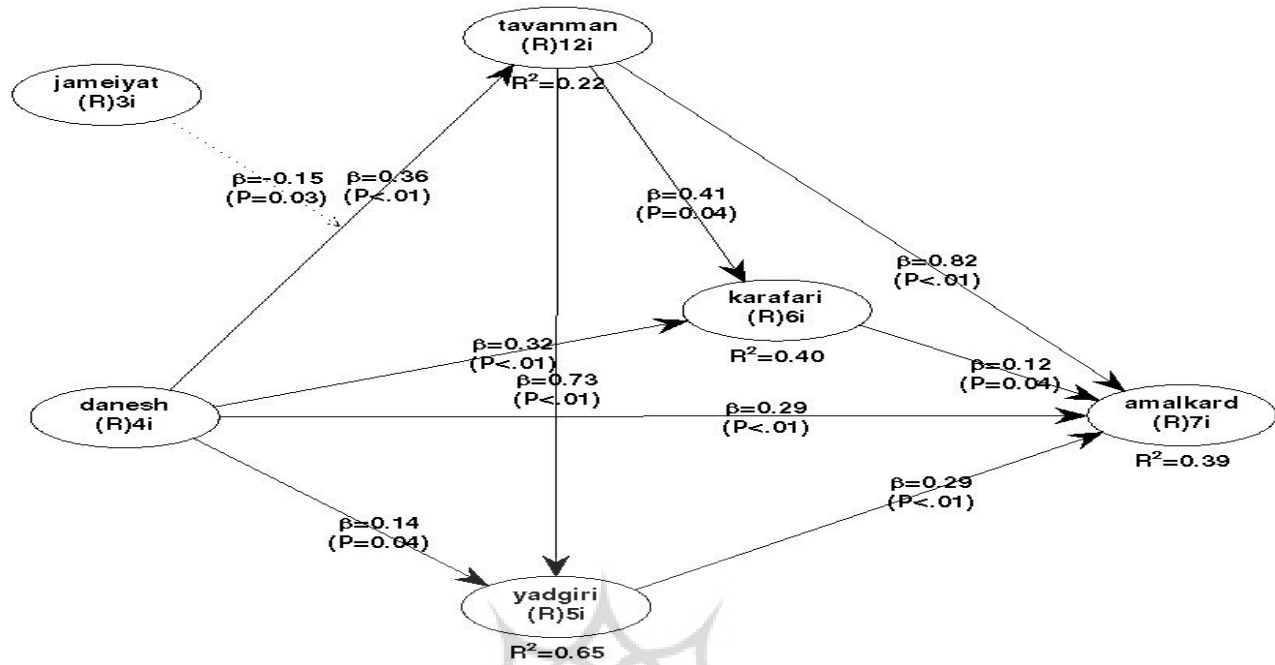 tavanman
(R)12i
R²=0.22
jameiyat
(R)3i
β=-0.15
(P=0.03)
β=0.36
(P<.01)
β=0.41
(P=0.04)
β=0.82
(P<.01)
karafari
(R)6i
R²=0.40
β=0.32
(P<.01)
β=0.73
(P<.01)
β=0.12
(P=0.04)
danesh
(R)4i
β=0.29
(P<.01)
amalkard
(R)7i
R²=0.39
β=0.14
(P=0.04)
β=0.29
(P<.01)
yadgiri
(R)5i
R²=0.65